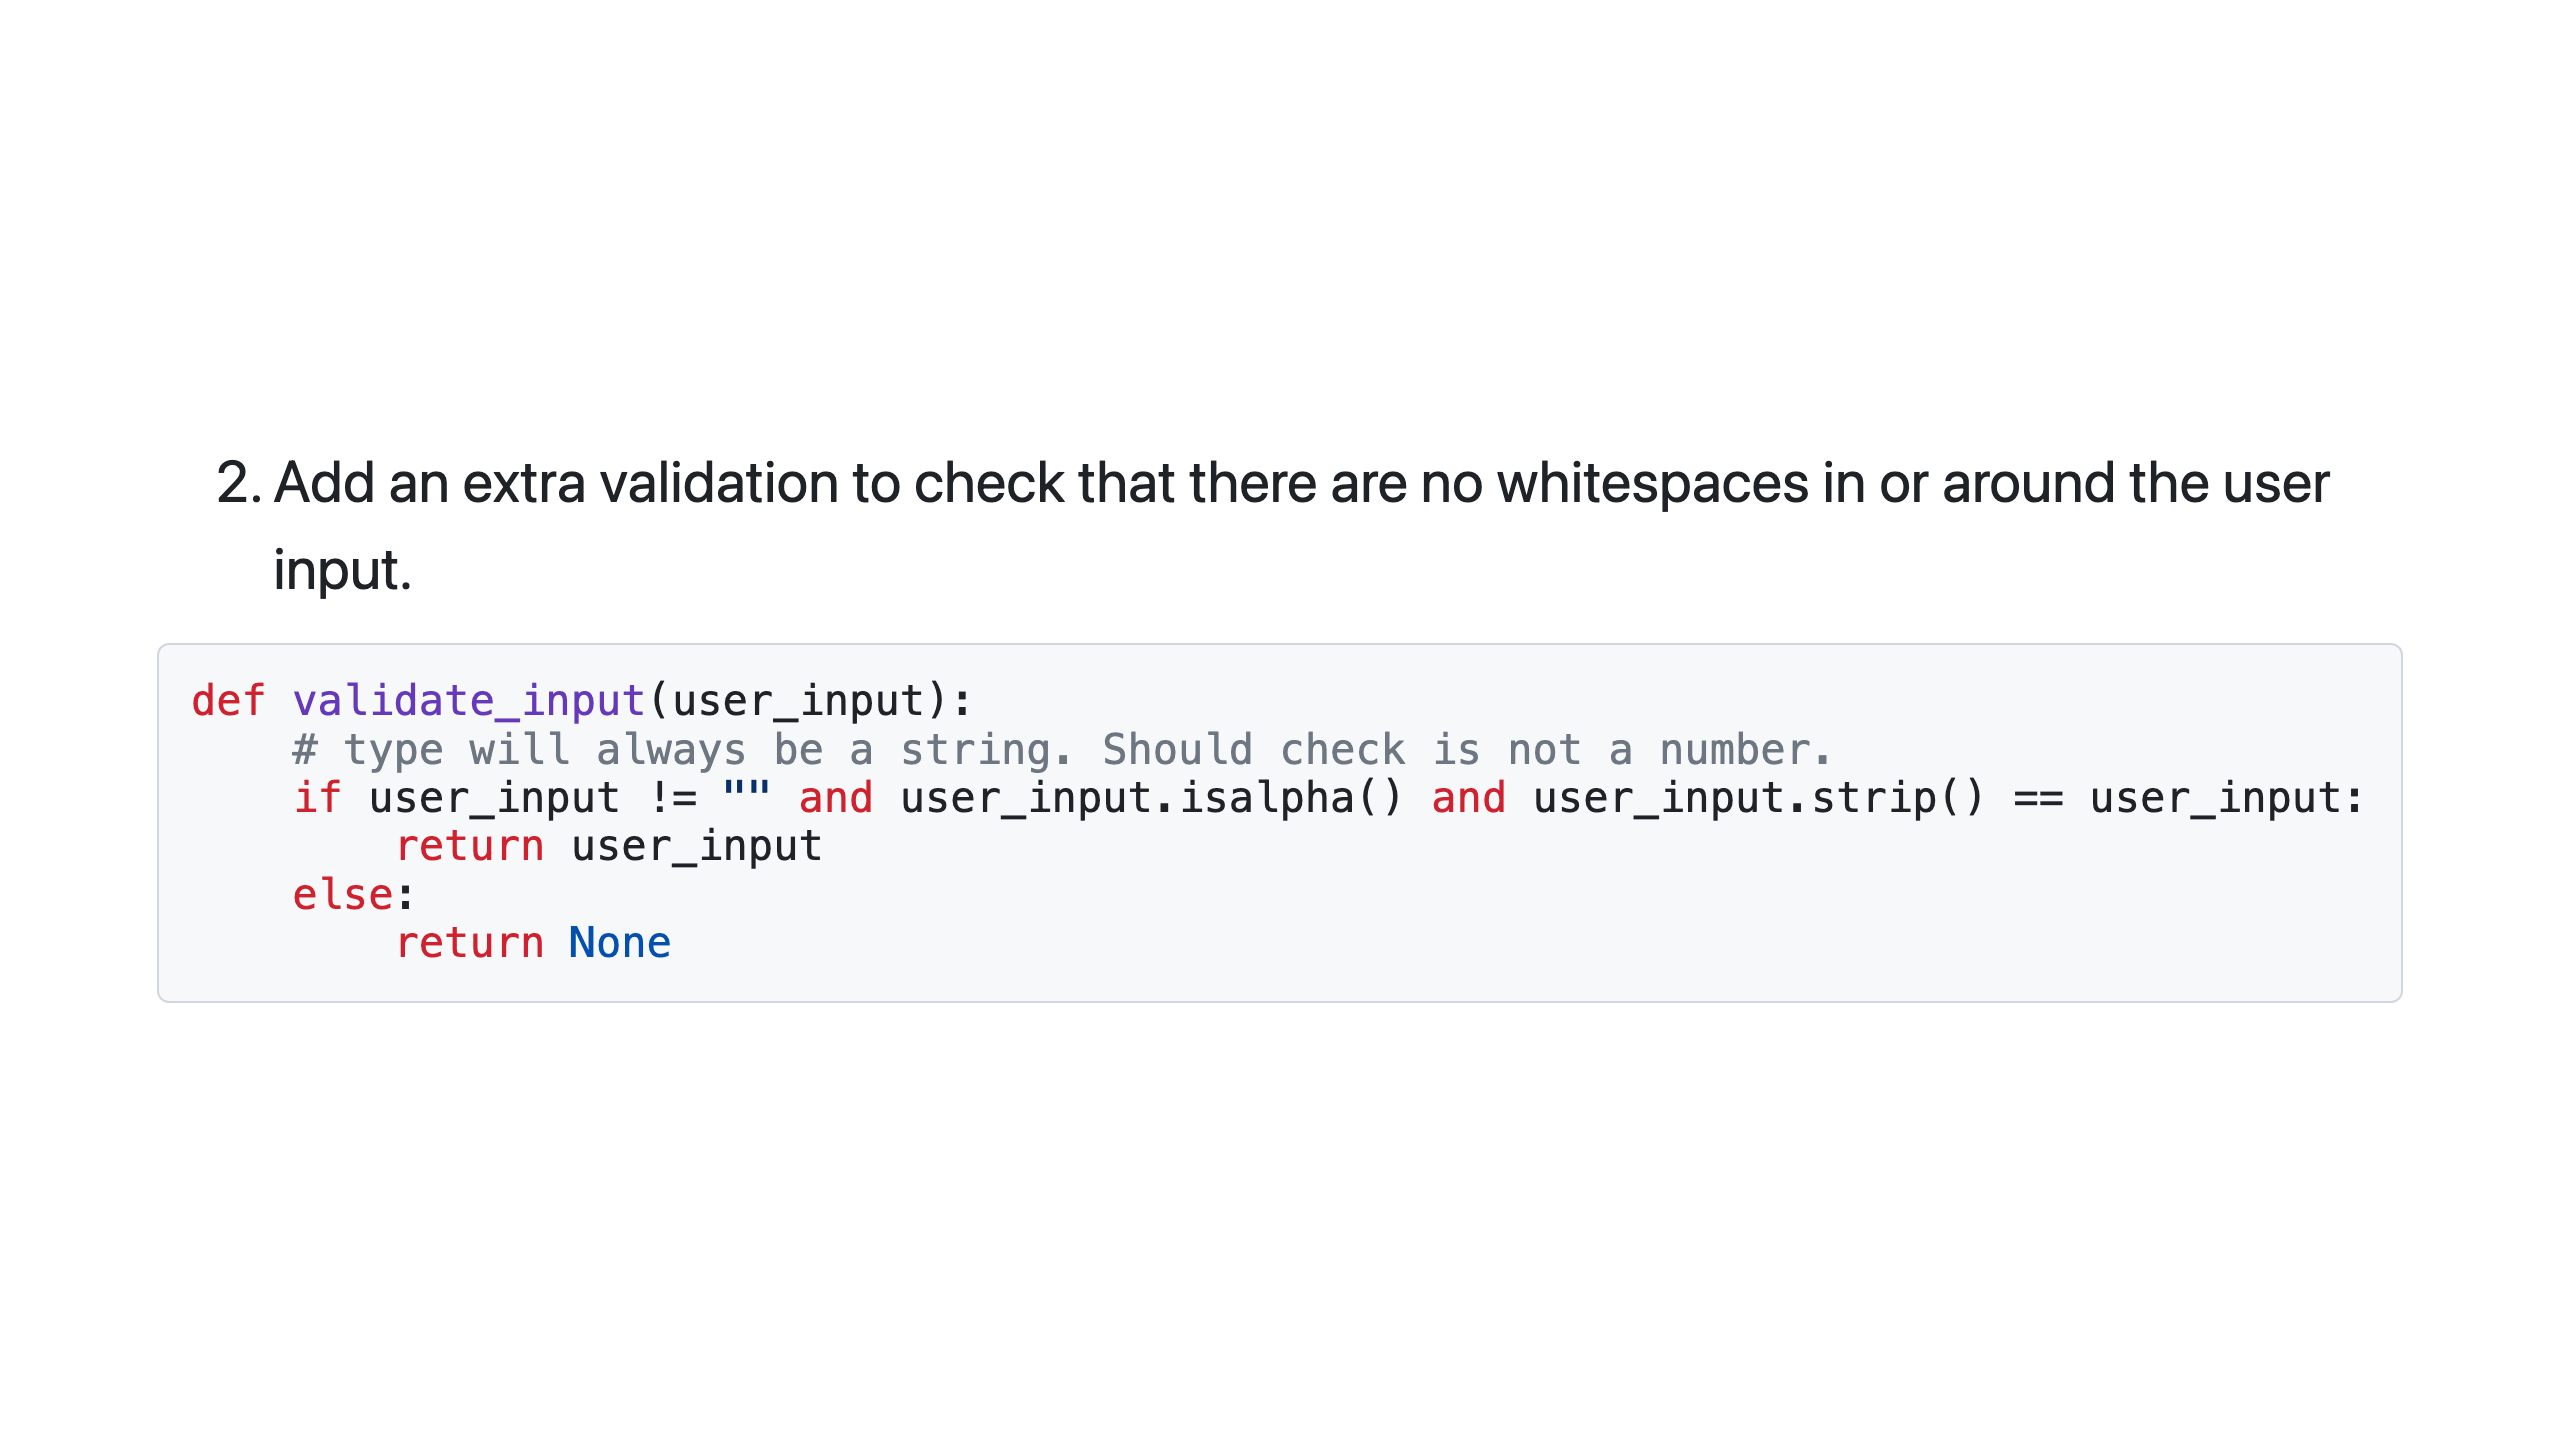 2. Add an extra validation to check that there are no whitespaces in or around the user
input.
def validate_input(user_input):
    # type will always be a string. Should check is not a number.
    if user_input != "" and user_input.isalpha() and user_input.strip() == user_input:
        return user_input
    else:
        return None